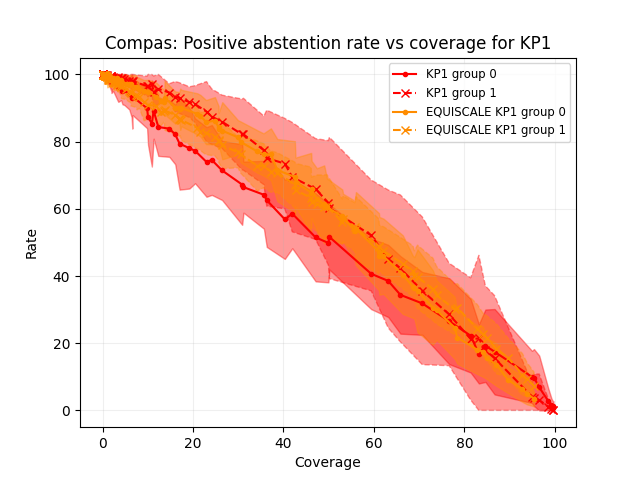 Compas: Positive abstention rate vs coverage for KP1
KP1 group 0
KP1 group 1
EQUISCALE KP1 group 0
EQUISCALE KP1 group 1
100
80
60
40
20
0
Rate
0 20 40 60 80 100
Coverage